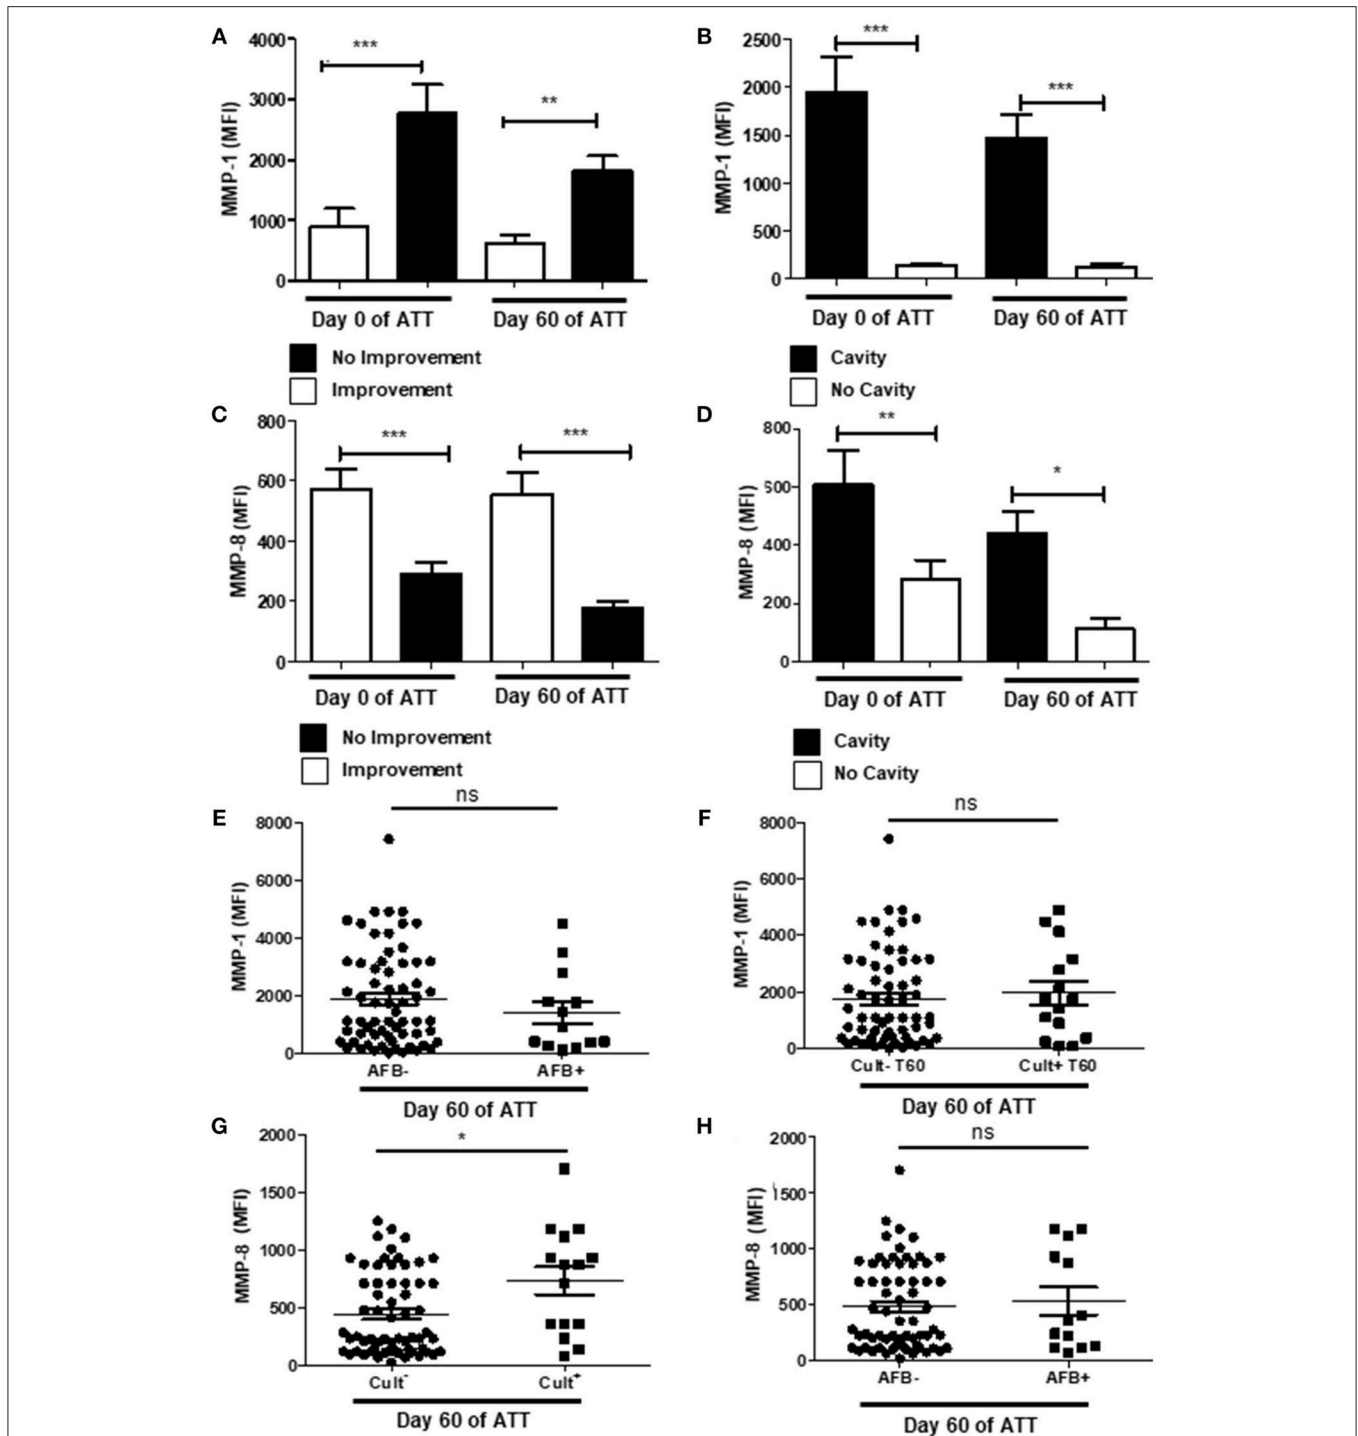 A
MMP-1 (MFI)
4000
3000
2000
1000
0
***
**
Day 0 of ATT
Day 60 of ATT
No Improvement
Improvement
B
MMP-1 (MFI)
2500
2000
1500
1000
500
0
***
***
Day 0 of ATT
Day 60 of ATT
Cavity
No Cavity
C
MMP-8 (MFI)
800
600
400
200
0
***
***
Day 0 of ATT
Day 60 of ATT
No Improvement
Improvement
D
MMP-8 (MFI)
800
600
400
200
0
**
*
Day 0 of ATT
Day 60 of ATT
Cavity
No Cavity
E
ns
MMP-1 (MFI)
8000
6000
4000
2000
0
AFB-
AFB+
Day 60 of ATT
F
ns
MMP-1 (MFI)
8000
6000
4000
2000
0
Cult- T60
Cult+ T60
Day 60 of ATT
G
*
MMP-8 (MFI)
2000
1500
1000
500
0
Cult-
Cult+
Day 60 of ATT
H
ns
MMP-8 (MFI)
2000
1500
1000
500
0
AFB-
AFB+
Day 60 of ATT